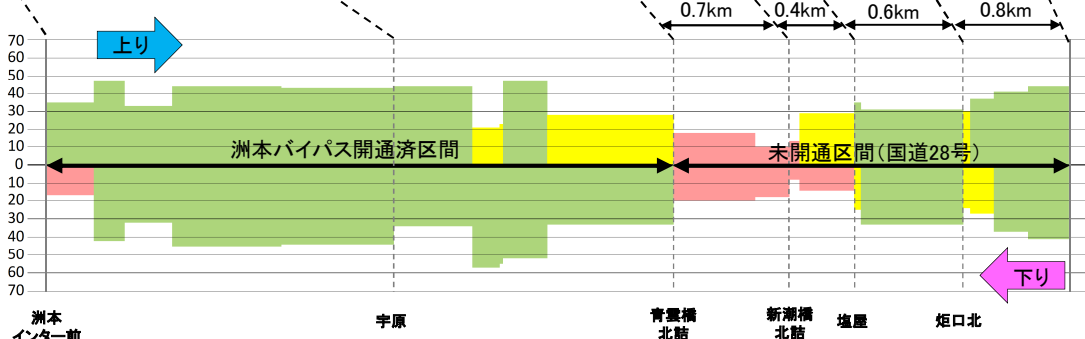 0.7km
0.4km
0.6km
0.8km
70
60
50
40
30
20
10
0
10
20
30
40
50
60
70
上り
洲本バイパス開通済区間
未開通区間(国道28号)
下り
洲本
インター前
宇原
青雲橋
北詰
新潮橋
北詰
塩屋
炬口北